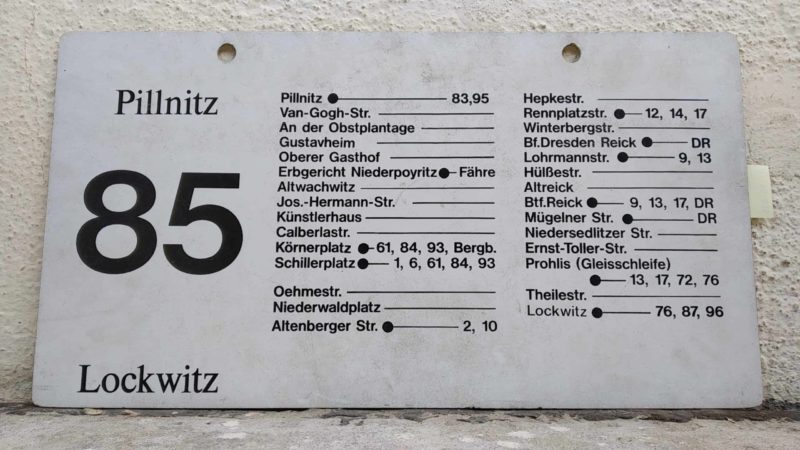 Pillnitz
85
Lockwitz
Pillnitz 83,95
Van-Gogh-Str.
An der Obstplantage
Gustavheim
Oberer Gasthof
Erbgericht Niederpoyritz Fähre
Altwachwitz
Jos.-Hermann-Str.
Künstlerhaus
Calberlastr.
Körnerplatz 61, 84, 93, Bergb.
Schillerplatz 1, 6, 61, 84, 93
Oehmestr.
Niederwaldplatz
Altenberger Str. 2, 10
Hepkestr.
Rennplatzstr. 12, 14, 17
Winterbergstr.
Bf.Dresden Reick DR
Lohrmannstr. 9, 13
Hülßestr.
Altreick
Btf.Reick 9, 13, 17, DR
Mügelner Str. DR
Niedersedlitzer Str.
Ernst-Toller-Str.
Prohlis (Gleisschleife)
13, 17, 72, 76
Theilestr.
Lockwitz 76, 87, 96